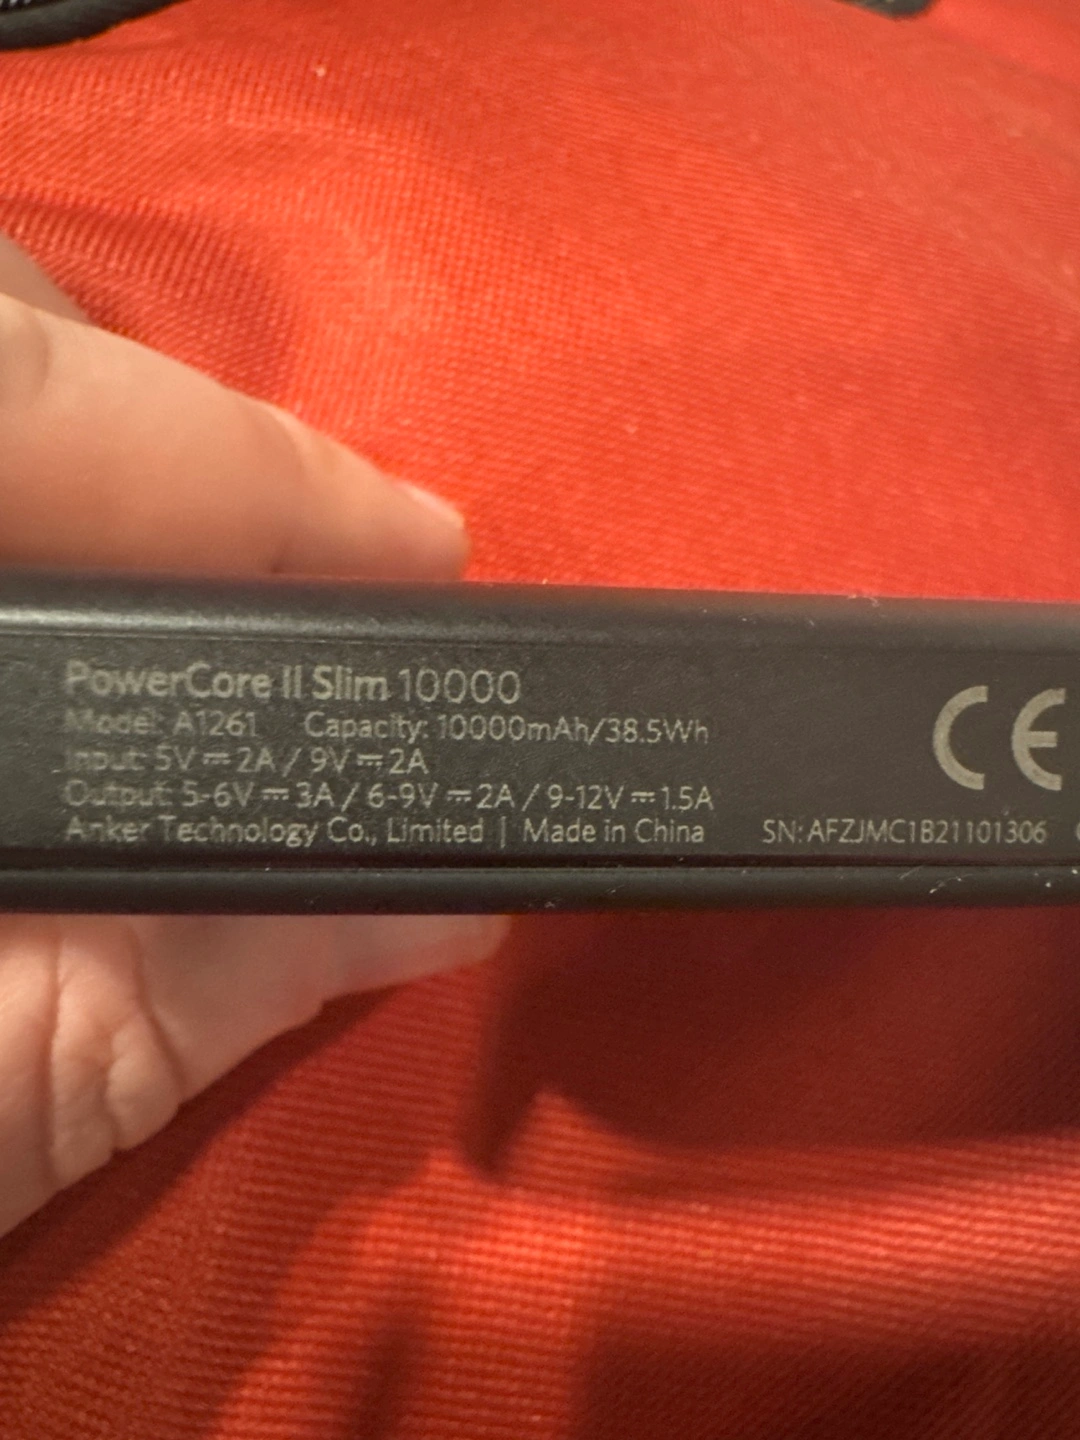 PowerCore II Slim 10000
Model: A1261 Capacity: 10000mAh/38.5Wh
Input: 5V⎓2A / 9V⎓2A
Output: 5-6V⎓3A / 6-9V⎓2A / 9-12V⎓1.5A
Anker Technology Co., Limited | Made in China
SN: AFZJMC1B21101306
CE